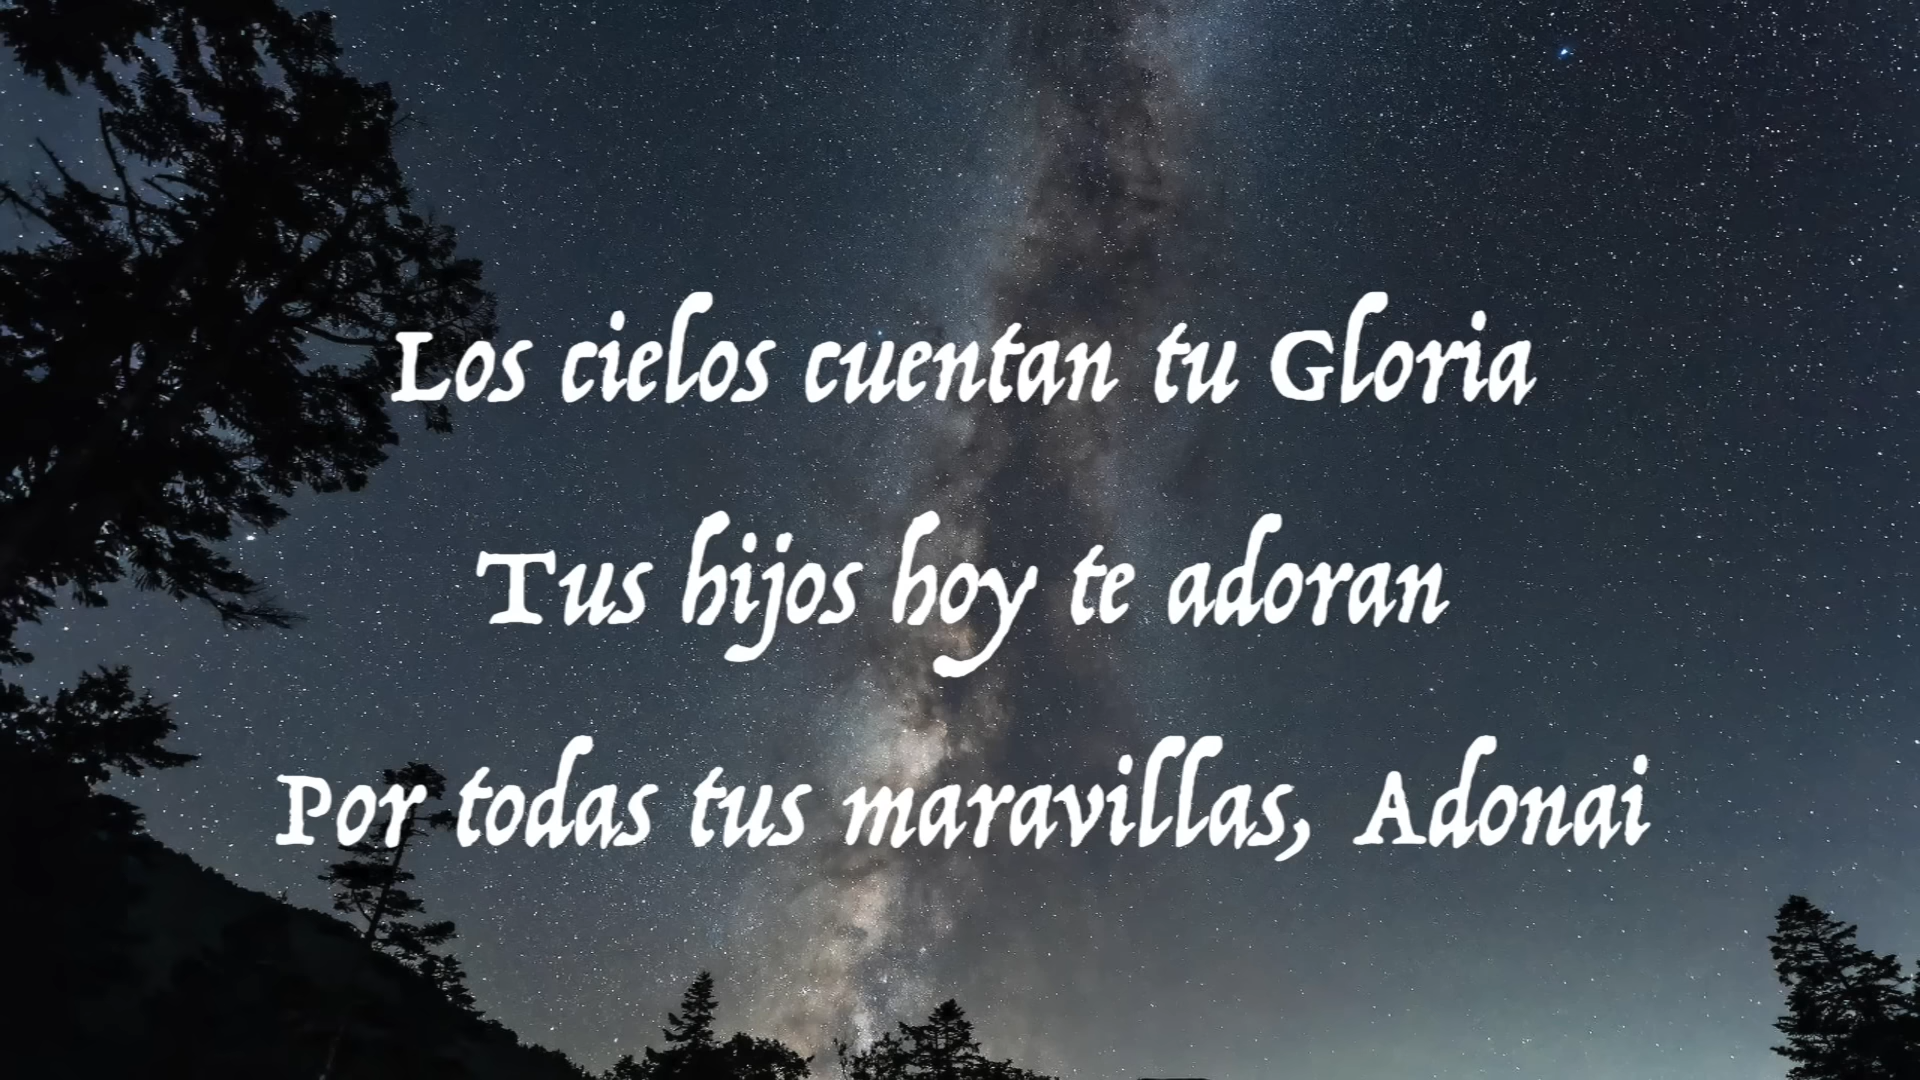 Los cielos cuentan tu Gloria
Tus hijos hoy te adoran
Por todas tus maravillas, Adonai